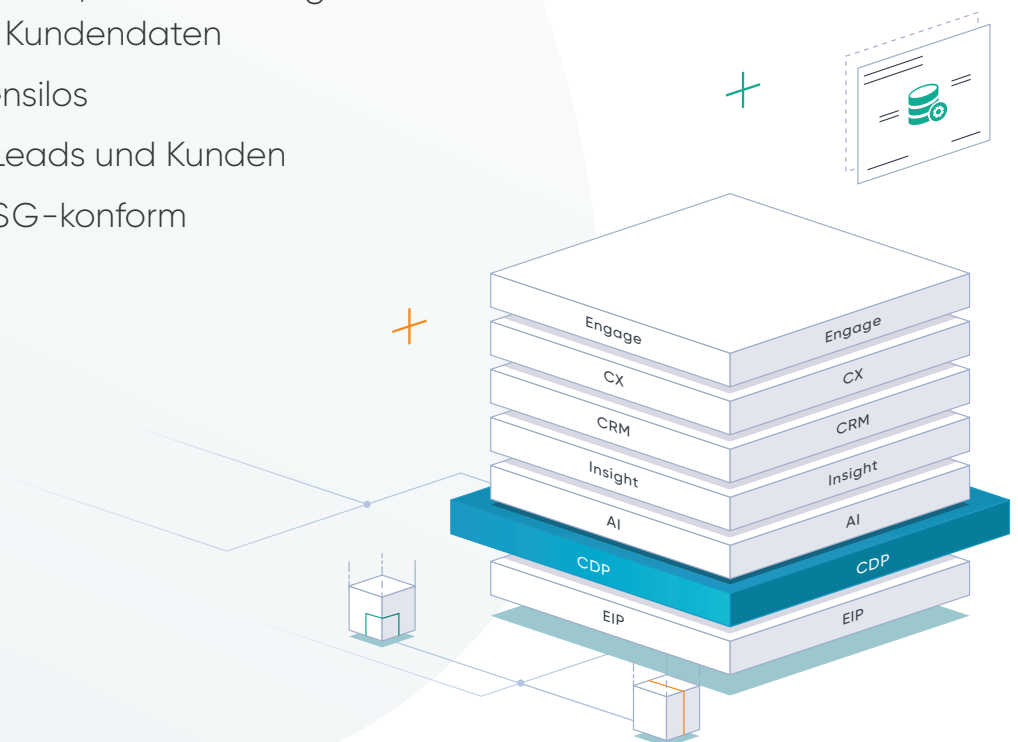 Kundendaten
ensilos
Leads und Kunden
SG-konform
Engage Engage
CX CX
CRM CRM
Insight Insight
AI AI
CDP CDP
EIP EIP